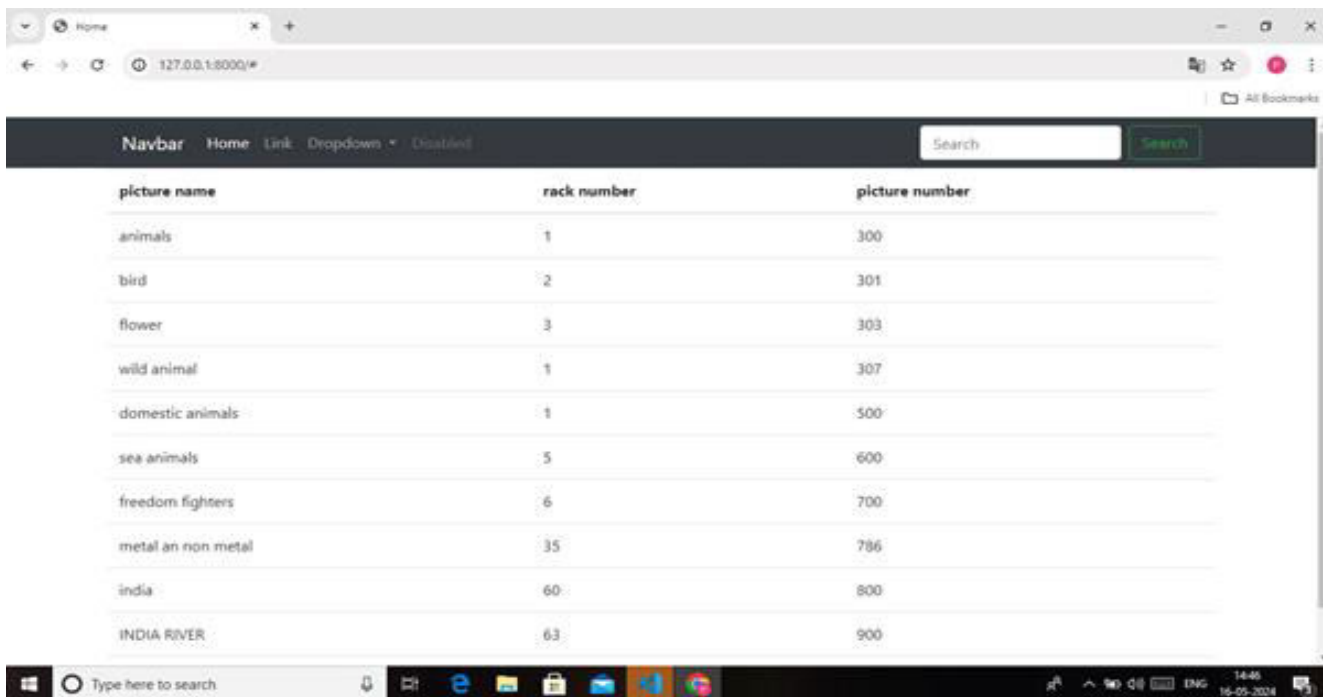 Home
127.0.0.1:8000/#
All Bookmarks
Navbar Home Link Dropdown Disabled Search Search
picture name rack number picture number
animals 1 300
bird 2 301
flower 3 303
wild animal 1 307
domestic animals 1 500
sea animals 5 600
freedom fighters 6 700
metal an non metal 35 786
india 60 800
INDIA RIVER 63 900
Type here to search ENG 14:46